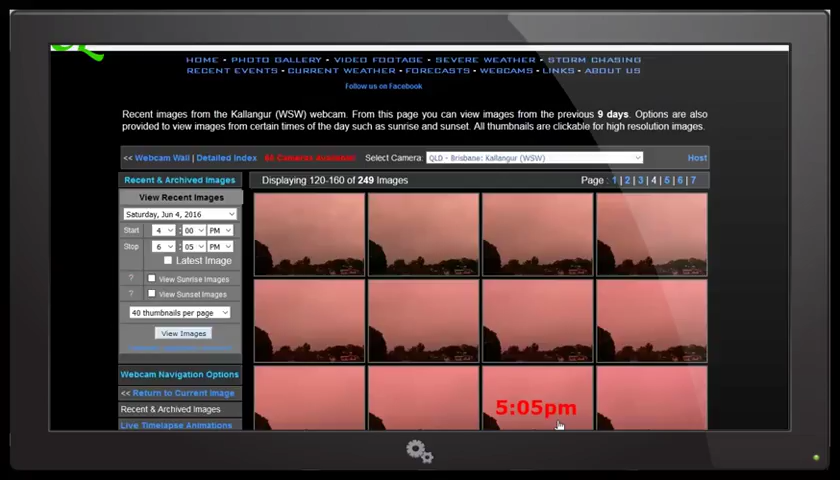 HOME - PHOTO GALLERY - VIDEO FOOTAGE - SEVERE WEATHER - STORM CHASING
RECENT EVENTS - CURRENT WEATHER - FORECASTS - WEBCAMS - LINKS - ABOUT US
Follow us on Facebook
Recent images from the Kallangur (WSW) webcam. From this page you can view images from the previous 9 days. Options are also
provided to view images from certain times of the day such as sunrise and sunset. All thumbnails are clickable for high resolution images.
<< Webcam Wall | Detailed Index
Select Camera: QLD - Brisbane: Kallangur (WSW)
Host
Recent & Archived Images
Displaying 120-160 of 249 Images
Page : 1 | 2 | 3 | 4 | 5 | 6 | 7
View Recent Images
Saturday, Jun 4, 2016
Start 4 : 00 PM
Stop 6 : 05 PM
Latest Image
? View Sunrise Images
? View Sunset Images
40 thumbnails per page
View Images
Webcam Navigation Options
<< Return to Current Image
Recent & Archived Images
Live Timelapse Animations
5:05pm